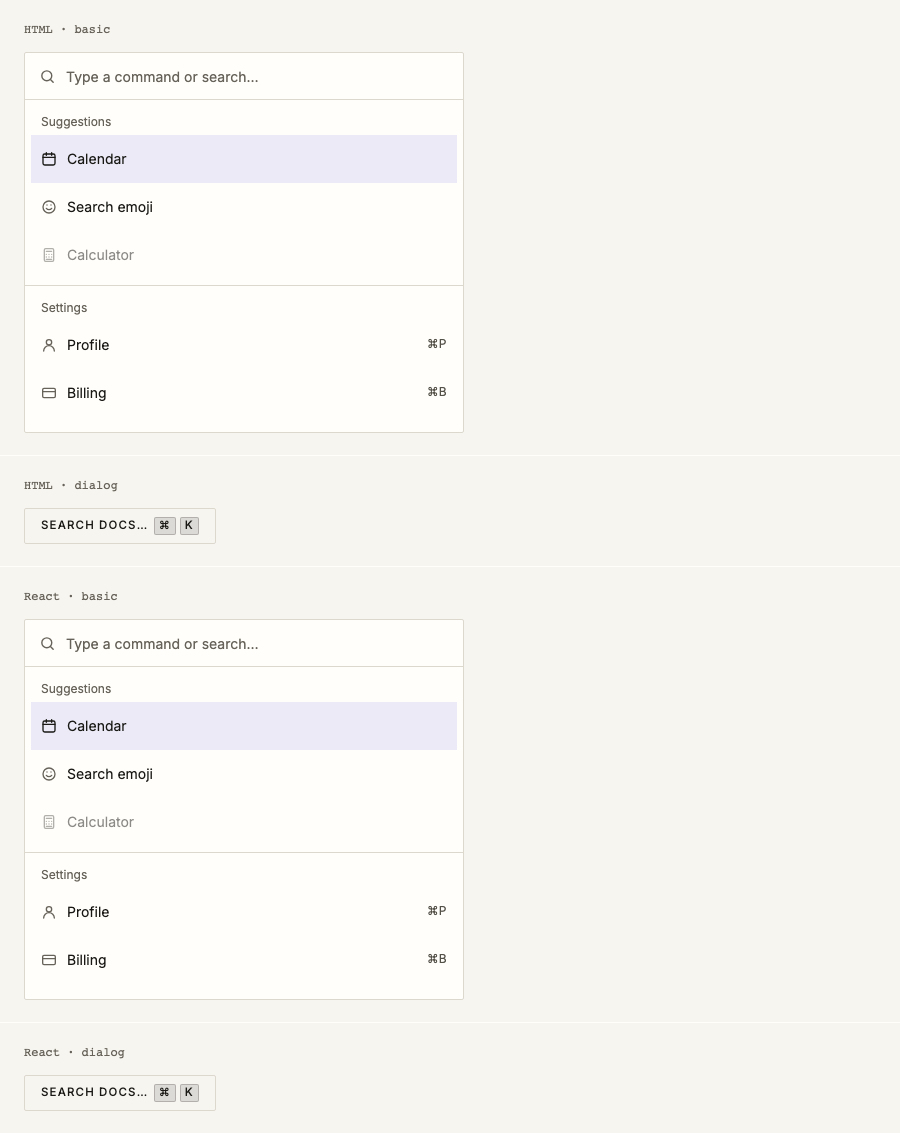 HTML · basic
Type a command or search...
Suggestions
Calendar
Search emoji
Calculator
Settings
Profile ⌘P
Billing ⌘B
HTML · dialog
SEARCH DOCS... ⌘ K
React · basic
Type a command or search...
Suggestions
Calendar
Search emoji
Calculator
Settings
Profile ⌘P
Billing ⌘B
React · dialog
SEARCH DOCS... ⌘ K